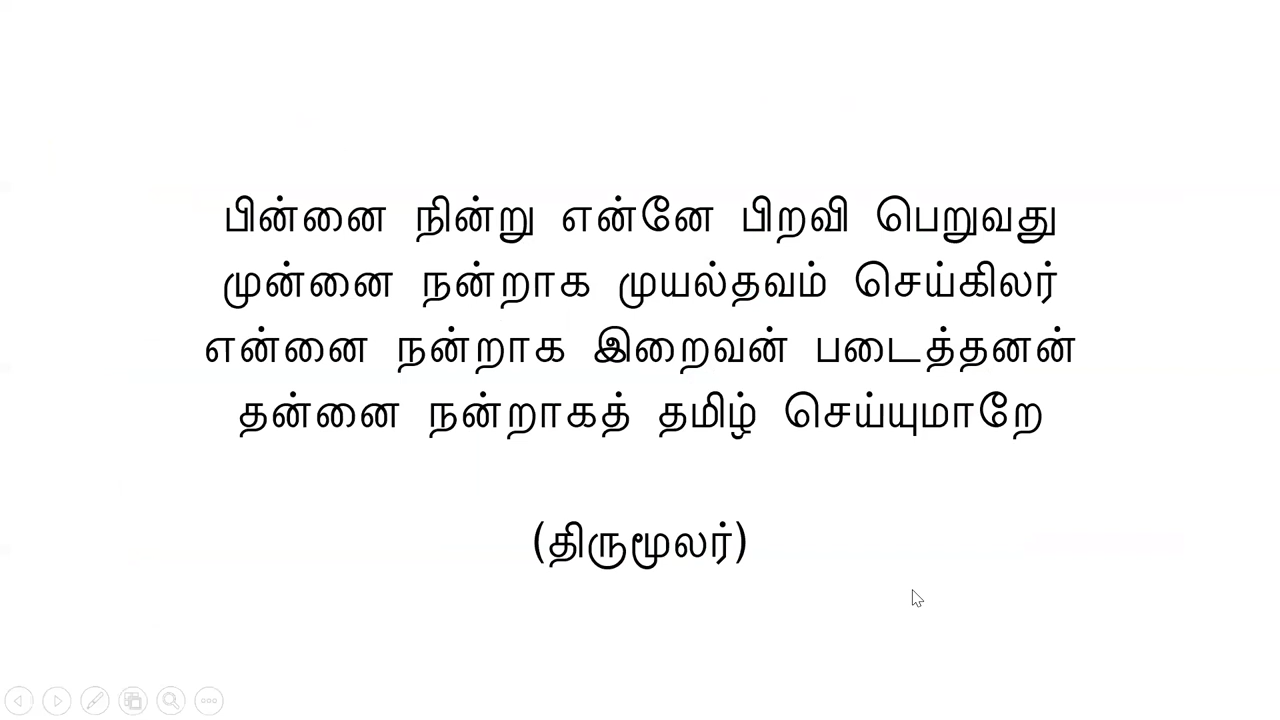 பின்னை நின்று என்னே பிறவி பெறுவது
முன்னை நன்றாக முயல்தவம் செய்கிலர்
என்னை நன்றாக இறைவன் படைத்தனன்
தன்னை நன்றாகத் தமிழ் செய்யுமாறே
(திருமூலர்)